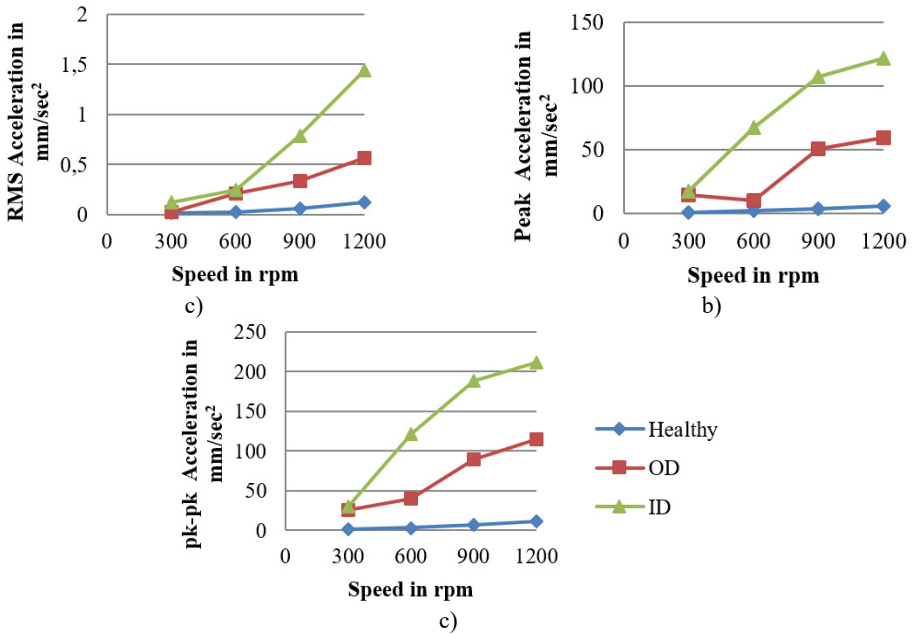 RMS Acceleration in
mm/sec²
2
1,5
1
0,5
0
0 300 600 900 1200
Speed in rpm
c)
Peak Acceleration in
mm/sec²
150
100
50
0
0 300 600 900 1200
Speed in rpm
b)
pk-pk Acceleration in
mm/sec²
250
200
150
100
50
0
0 300 600 900 1200
Speed in rpm
c)
Healthy
OD
ID